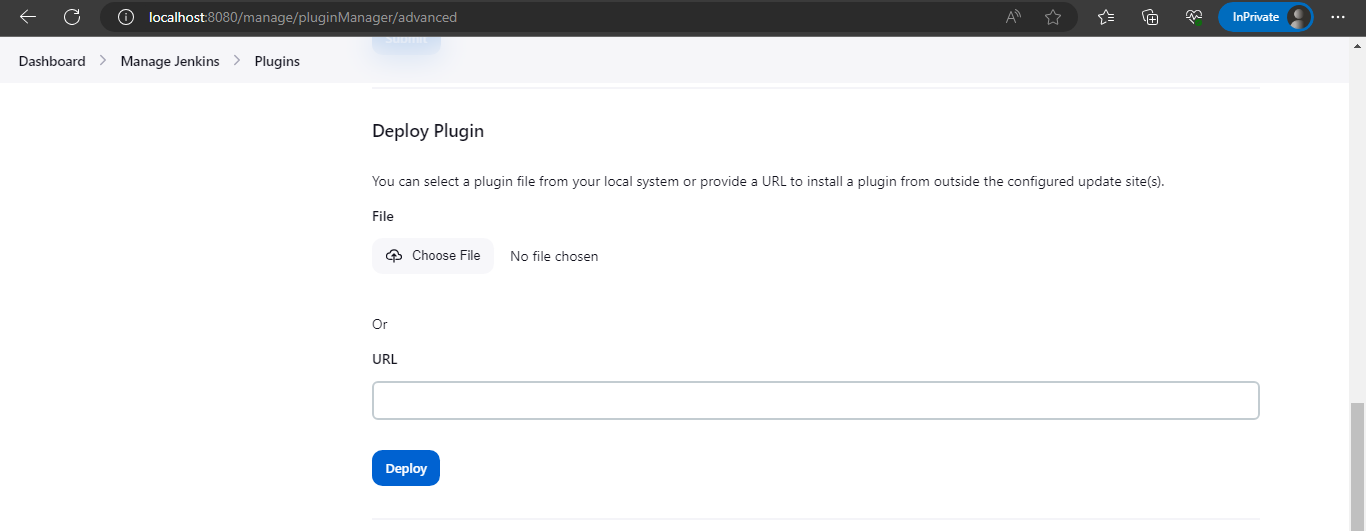 localhost:8080/manage/pluginManager/advanced
InPrivate
Submit
Dashboard > Manage Jenkins > Plugins
Deploy Plugin
You can select a plugin file from your local system or provide a URL to install a plugin from outside the configured update site(s).
File
Choose File No file chosen
Or
URL
Deploy